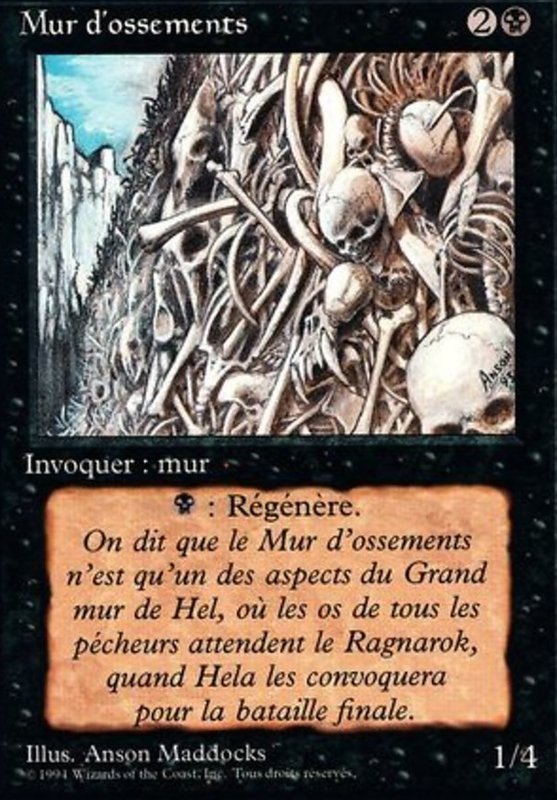 Mur d'ossements 2
Invoquer : mur
: Régénère.
On dit que le Mur d'ossements
n'est qu'un des aspects du Grand
mur de Hel, où les os de tous les
pécheurs attendent le Ragnarok,
quand Hela les convoquera
pour la bataille finale.
Illus. Anson Maddocks
1/4
© 1994 Wizards of the Coast, Inc. Tous droits réservés.
Anson
93